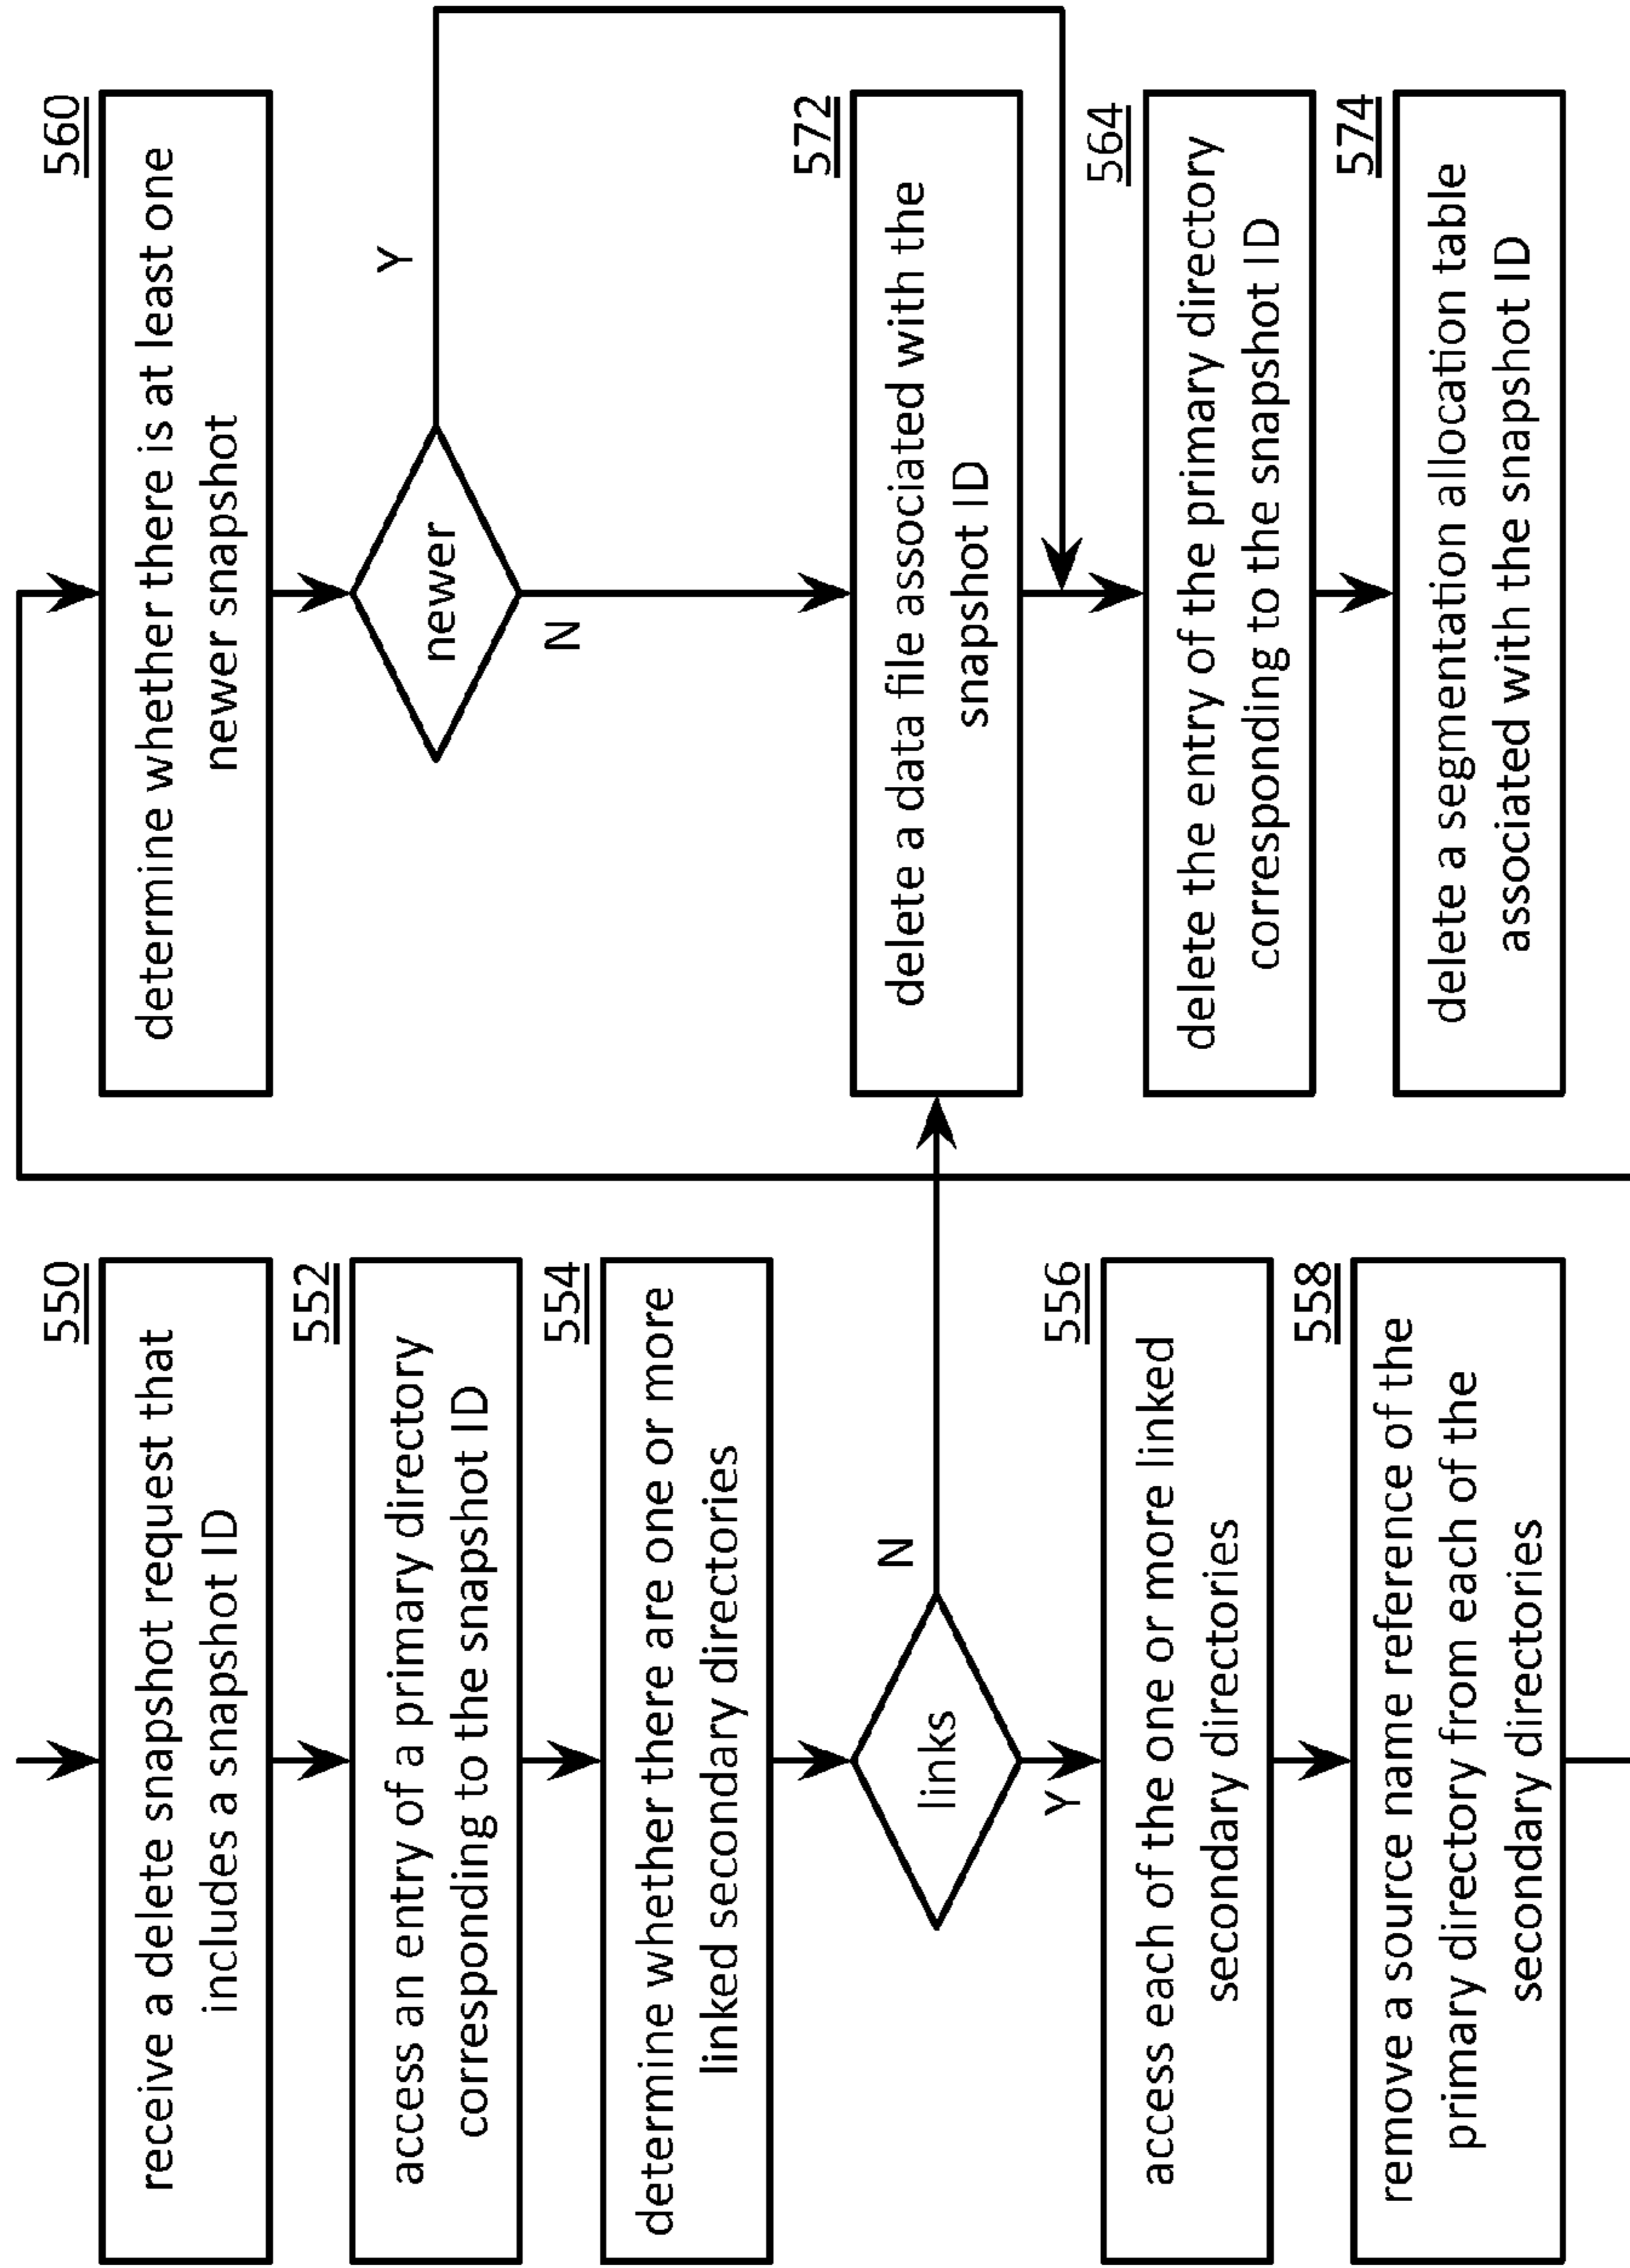 550
receive a delete snapshot request that
includes a snapshot ID
552
access an entry of a primary directory
corresponding to the snapshot ID
554
determine whether there are one or more
linked secondary directories
links
N
Y
556
access each of the one or more linked
secondary directories
558
remove a source name reference of the
primary directory from each of the
secondary directories
560
determine whether there is at least one
newer snapshot
newer
Y
N
572
delete a data file associated with the
snapshot ID
564
delete the entry of the primary directory
corresponding to the snapshot ID
574
delete a segmentation allocation table
associated with the snapshot ID